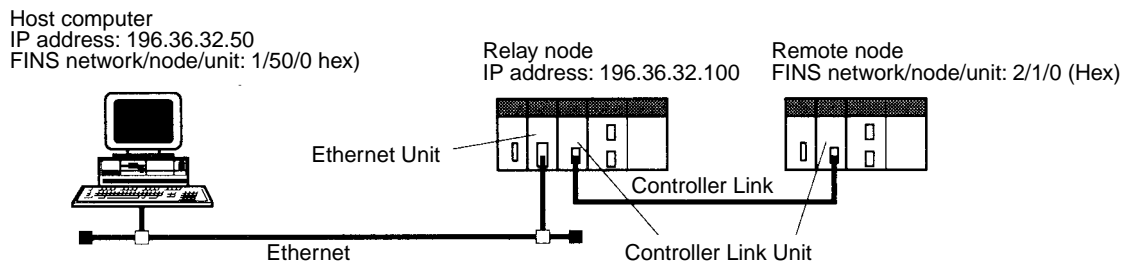 Host computer
IP address: 196.36.32.50
FINS network/node/unit: 1/50/0 hex)
Relay node
IP address: 196.36.32.100
Remote node
FINS network/node/unit: 2/1/0 (Hex)
Ethernet Unit
Controller Link
Ethernet
Controller Link Unit